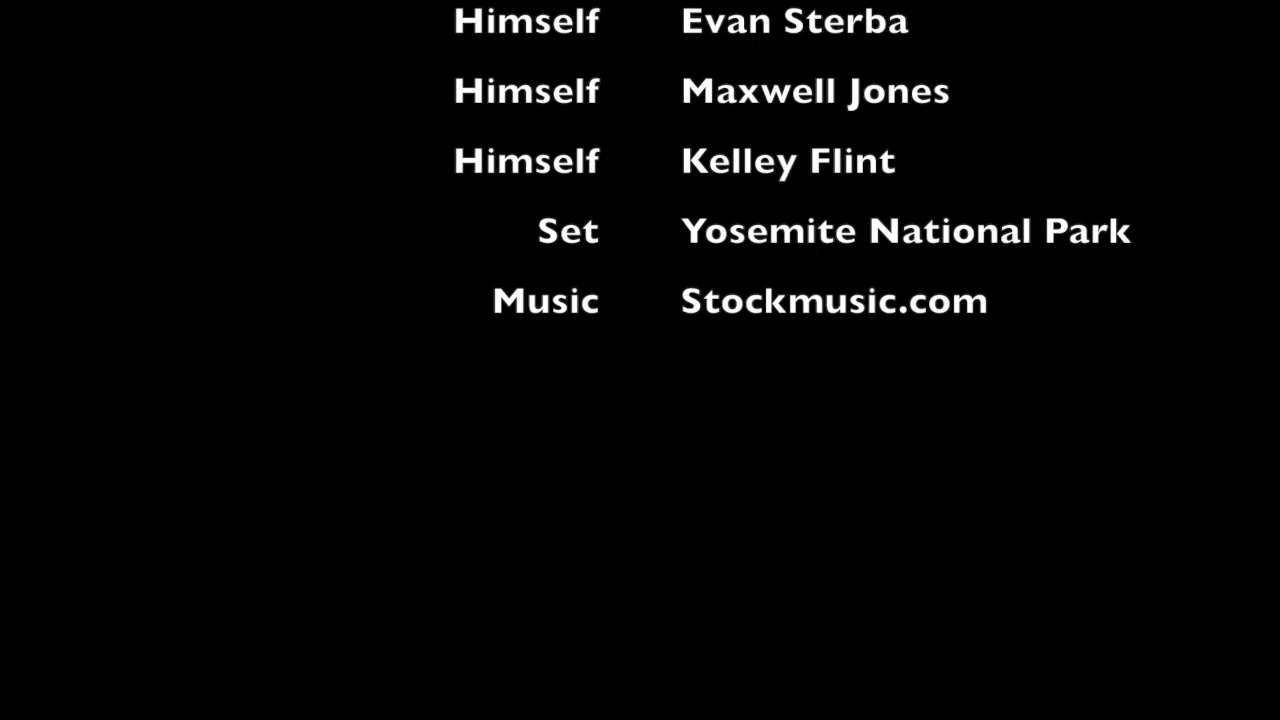 Himself Evan Sterba
Himself Maxwell Jones
Himself Kelley Flint
Set Yosemite National Park
Music Stockmusic.com